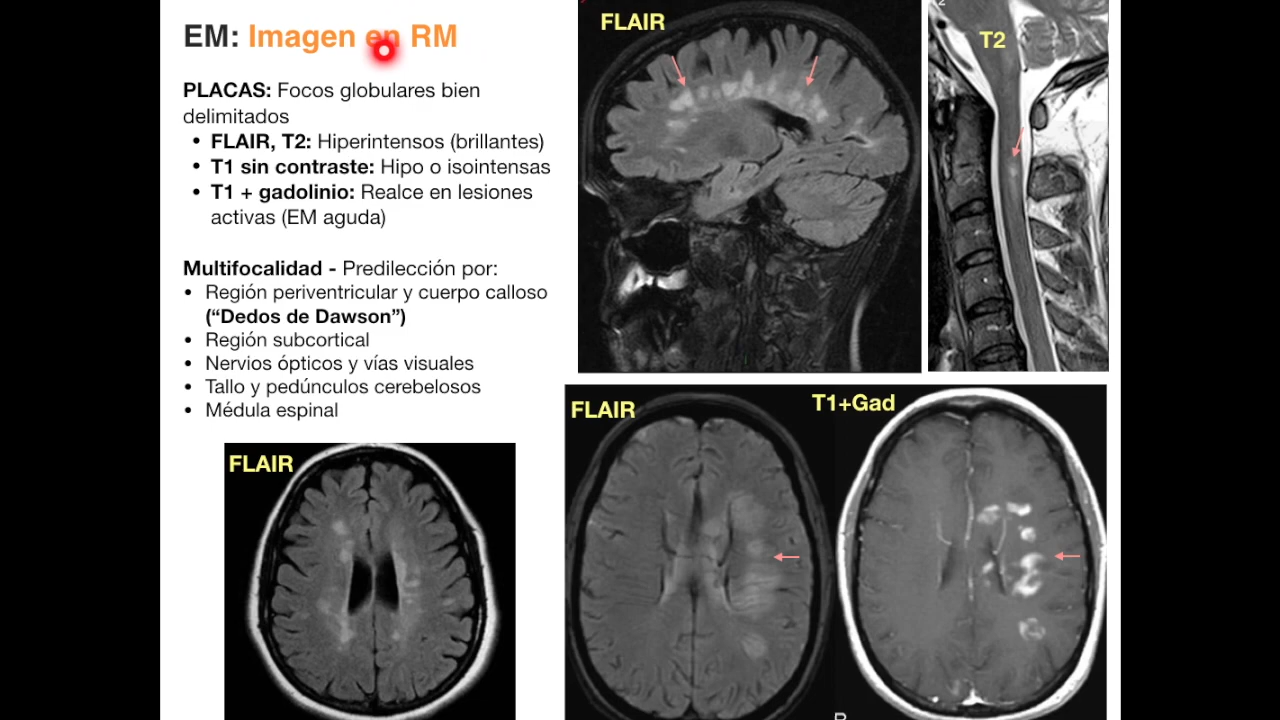 EM: Imagen en RM
PLACAS: Focos globulares bien
delimitados
• FLAIR, T2: Hiperintensos (brillantes)
• T1 sin contraste: Hipo o isointensas
• T1 + gadolinio: Realce en lesiones
activas (EM aguda)
Multifocalidad - Predilección por:
• Región periventricular y cuerpo calloso
(“Dedos de Dawson”)
• Región subcortical
• Nervios ópticos y vías visuales
• Tallo y pedúnculos cerebelosos
• Médula espinal
FLAIR
FLAIR
2
T2
FLAIR
T1+Gad